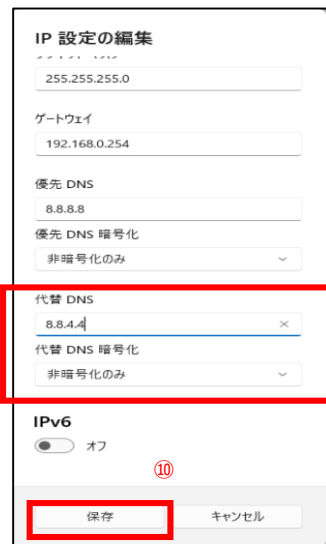 IP 設定の編集
255.255.255.0
ゲートウェイ
192.168.0.254
優先 DNS
8.8.8.8
優先 DNS 暗号化
非暗号化のみ
代替 DNS
8.8.4.4
代替 DNS 暗号化
非暗号化のみ
IPv6
オフ
⑩
保存 キャンセル